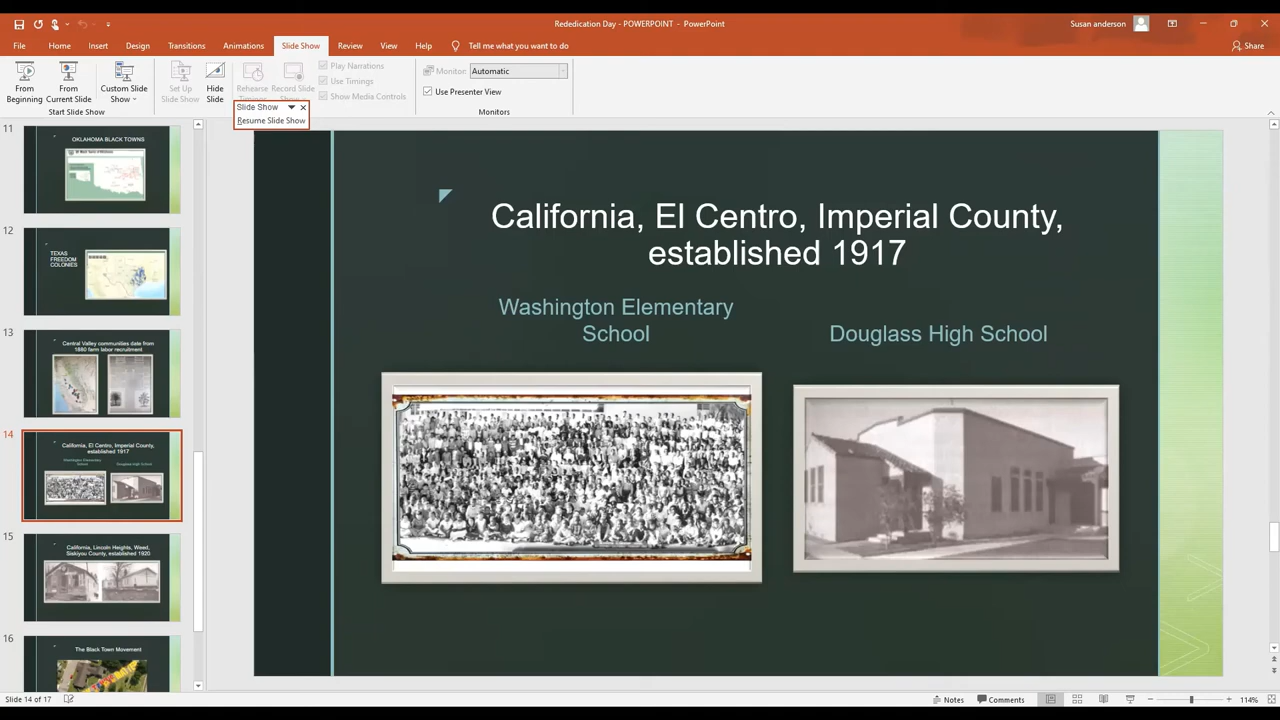 Rededication Day - POWERPOINT - PowerPoint
Susan anderson
File
Home
Insert
Design
Transitions
Animations
Slide Show
Review
View
Help
Tell me what you want to do
Share
From
Beginning
From
Current Slide
Custom Slide
Show
Set Up
Slide Show
Hide
Slide
Rehearse
Timings
Record Slide
Show
Play Narrations
Use Timings
Show Media Controls
Monitor:
Automatic
Use Presenter View
Start Slide Show
Monitors
Slide Show
Resume Slide Show
11
OKLAHOMA BLACK TOWNS
12
TEXAS
FREEDOM
COLONIES
13
Central Valley communities date from
1880 farm labor recruitment
14
California, El Centro, Imperial County,
established 1917
Washington Elementary
School
Douglass High School
15
California, Lincoln Heights, Weed,
Siskiyou County, established 1920
16
The Black Town Movement
California, El Centro, Imperial County,
established 1917
Washington Elementary
School
Douglass High School
Slide 14 of 17
Notes
Comments
114%